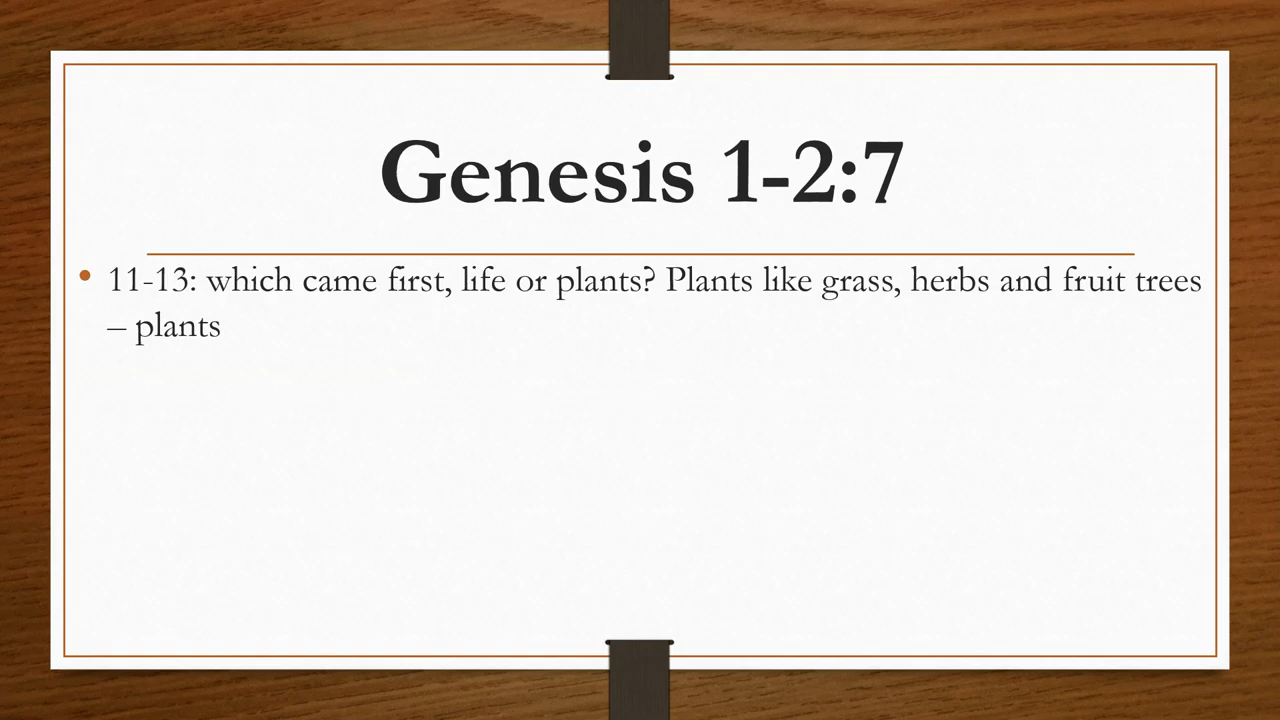 Genesis 1-2:7
• 11-13: which came first, life or plants? Plants like grass, herbs and fruit trees
– plants